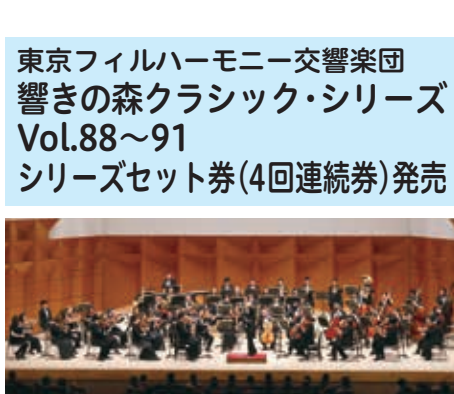 東京フィルハーモニー交響楽団
響きの森クラシック・シリーズ
Vol.88～91
シリーズセット券(4回連続券)発売